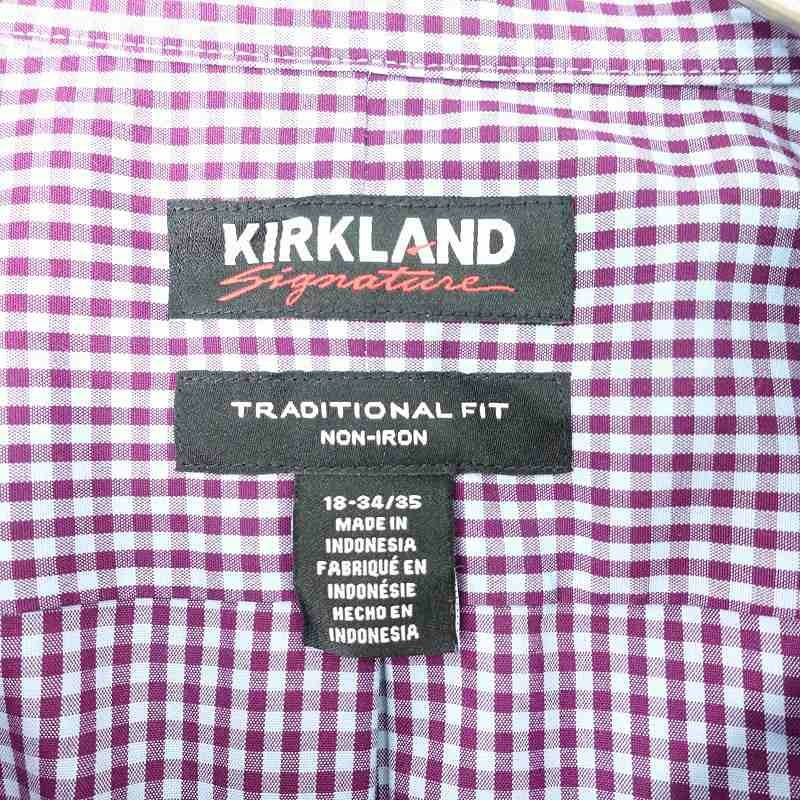 KIRKLAND
Signature
TRADITIONAL FIT
NON-IRON
18-34/35
MADE IN
INDONESIA
FABRIQUÉ EN
INDONÉSIE
HECHO EN
INDONESIA